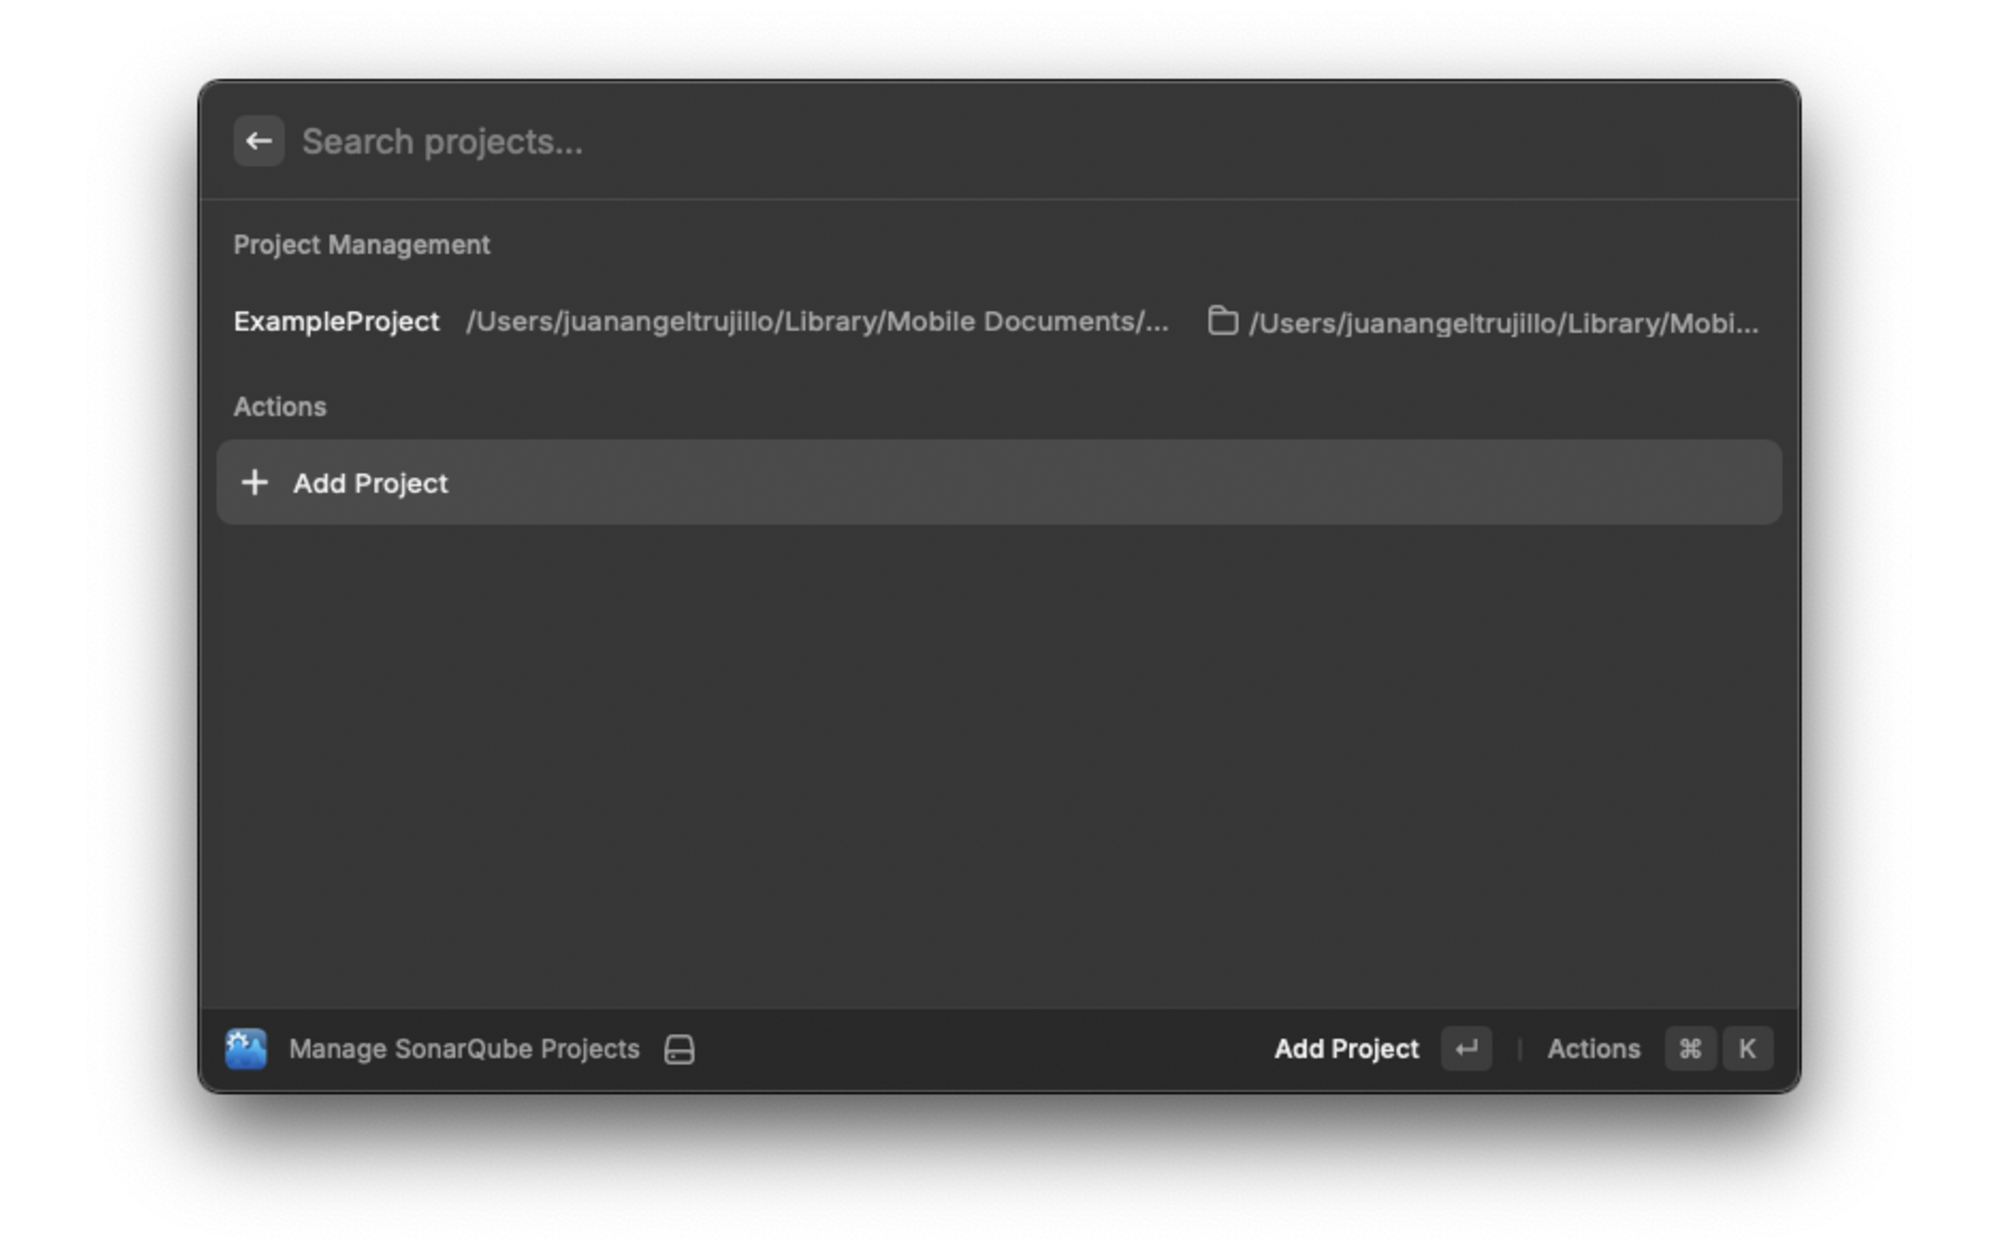 Search projects...
Project Management
ExampleProject /Users/juanangeltrujillo/Library/Mobile Documents/... /Users/juanangeltrujillo/Library/Mobi...
Actions
+ Add Project
Manage SonarQube Projects Add Project ↵ | Actions ⌘ K